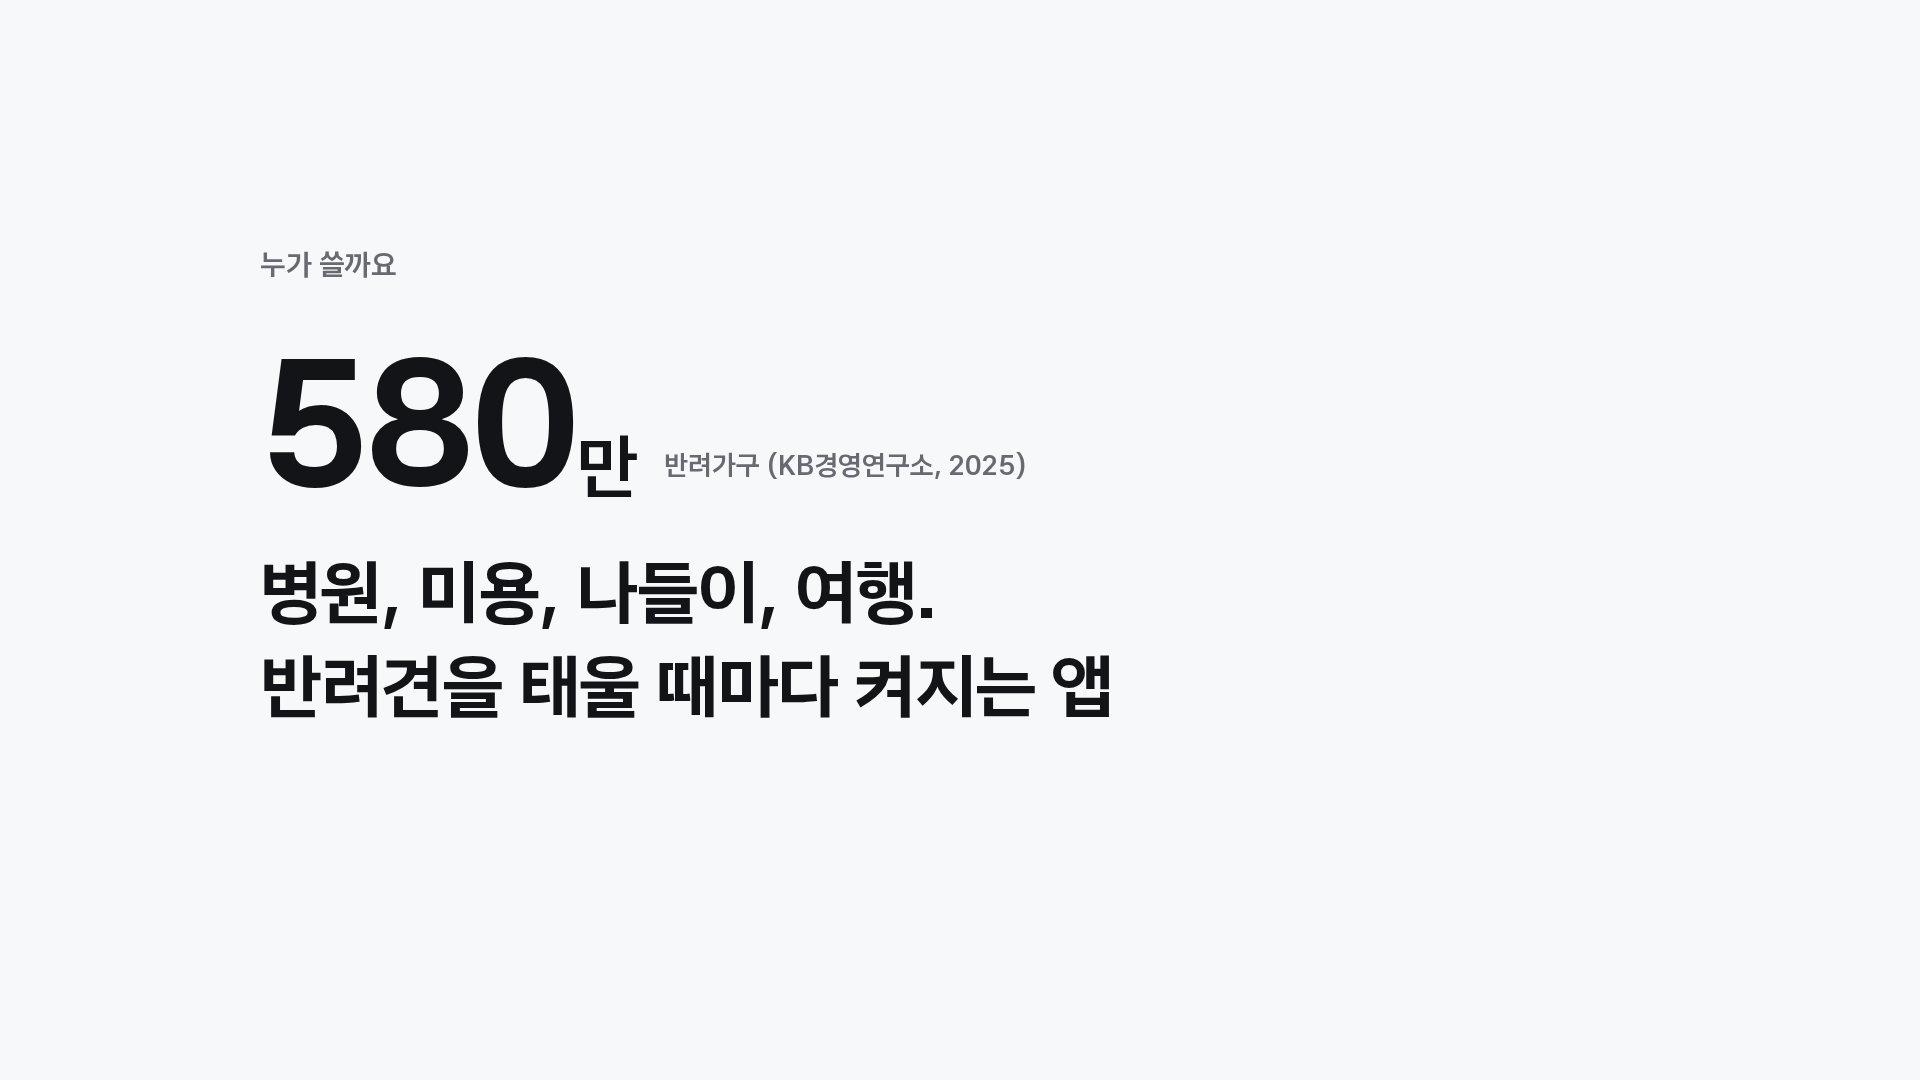 누가 쓸까요
580만 반려가구 (KB경영연구소, 2025)
병원, 미용, 나들이, 여행.
반려견을 태울 때마다 켜지는 앱